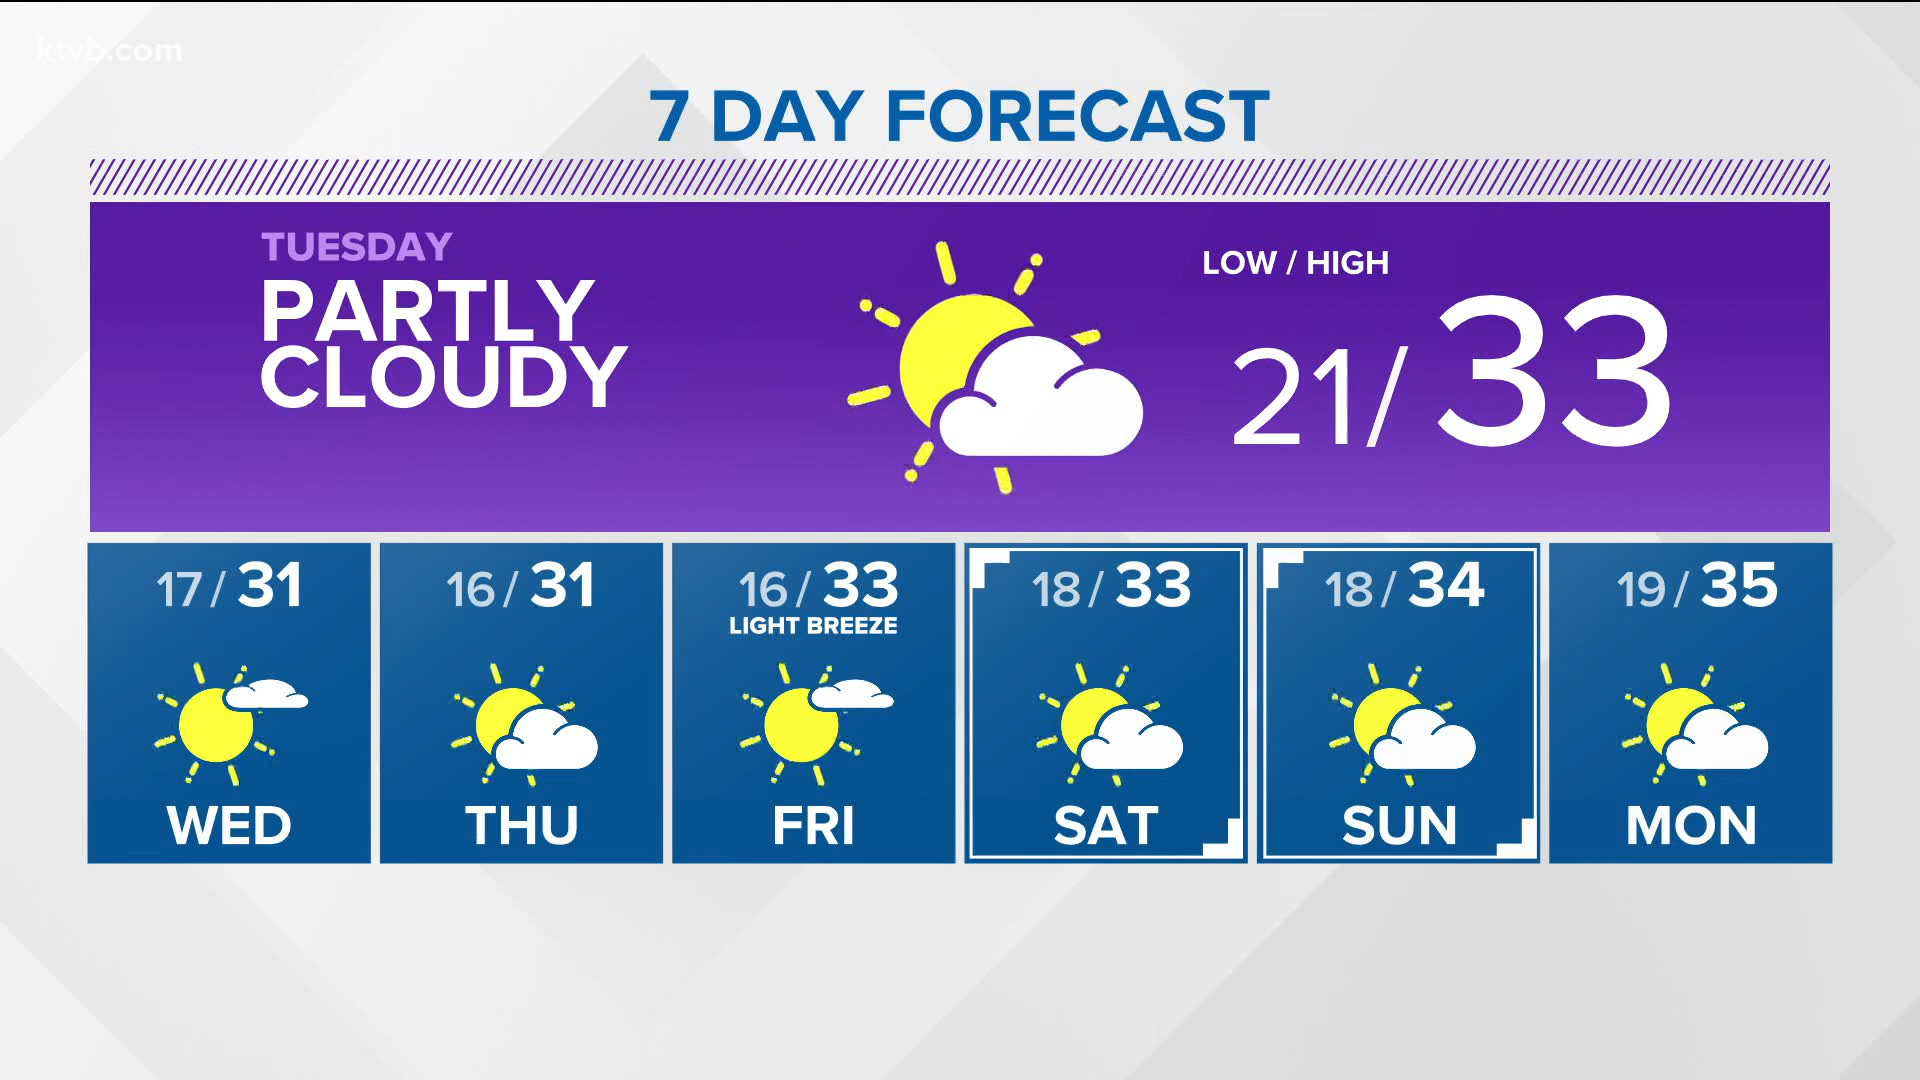 ktvb.com
7 DAY FORECAST
TUESDAY
PARTLY
CLOUDY
LOW / HIGH
21/33
17/31
WED
16/31
THU
16/33
LIGHT BREEZE
FRI
18/33
SAT
18/34
SUN
19/35
MON